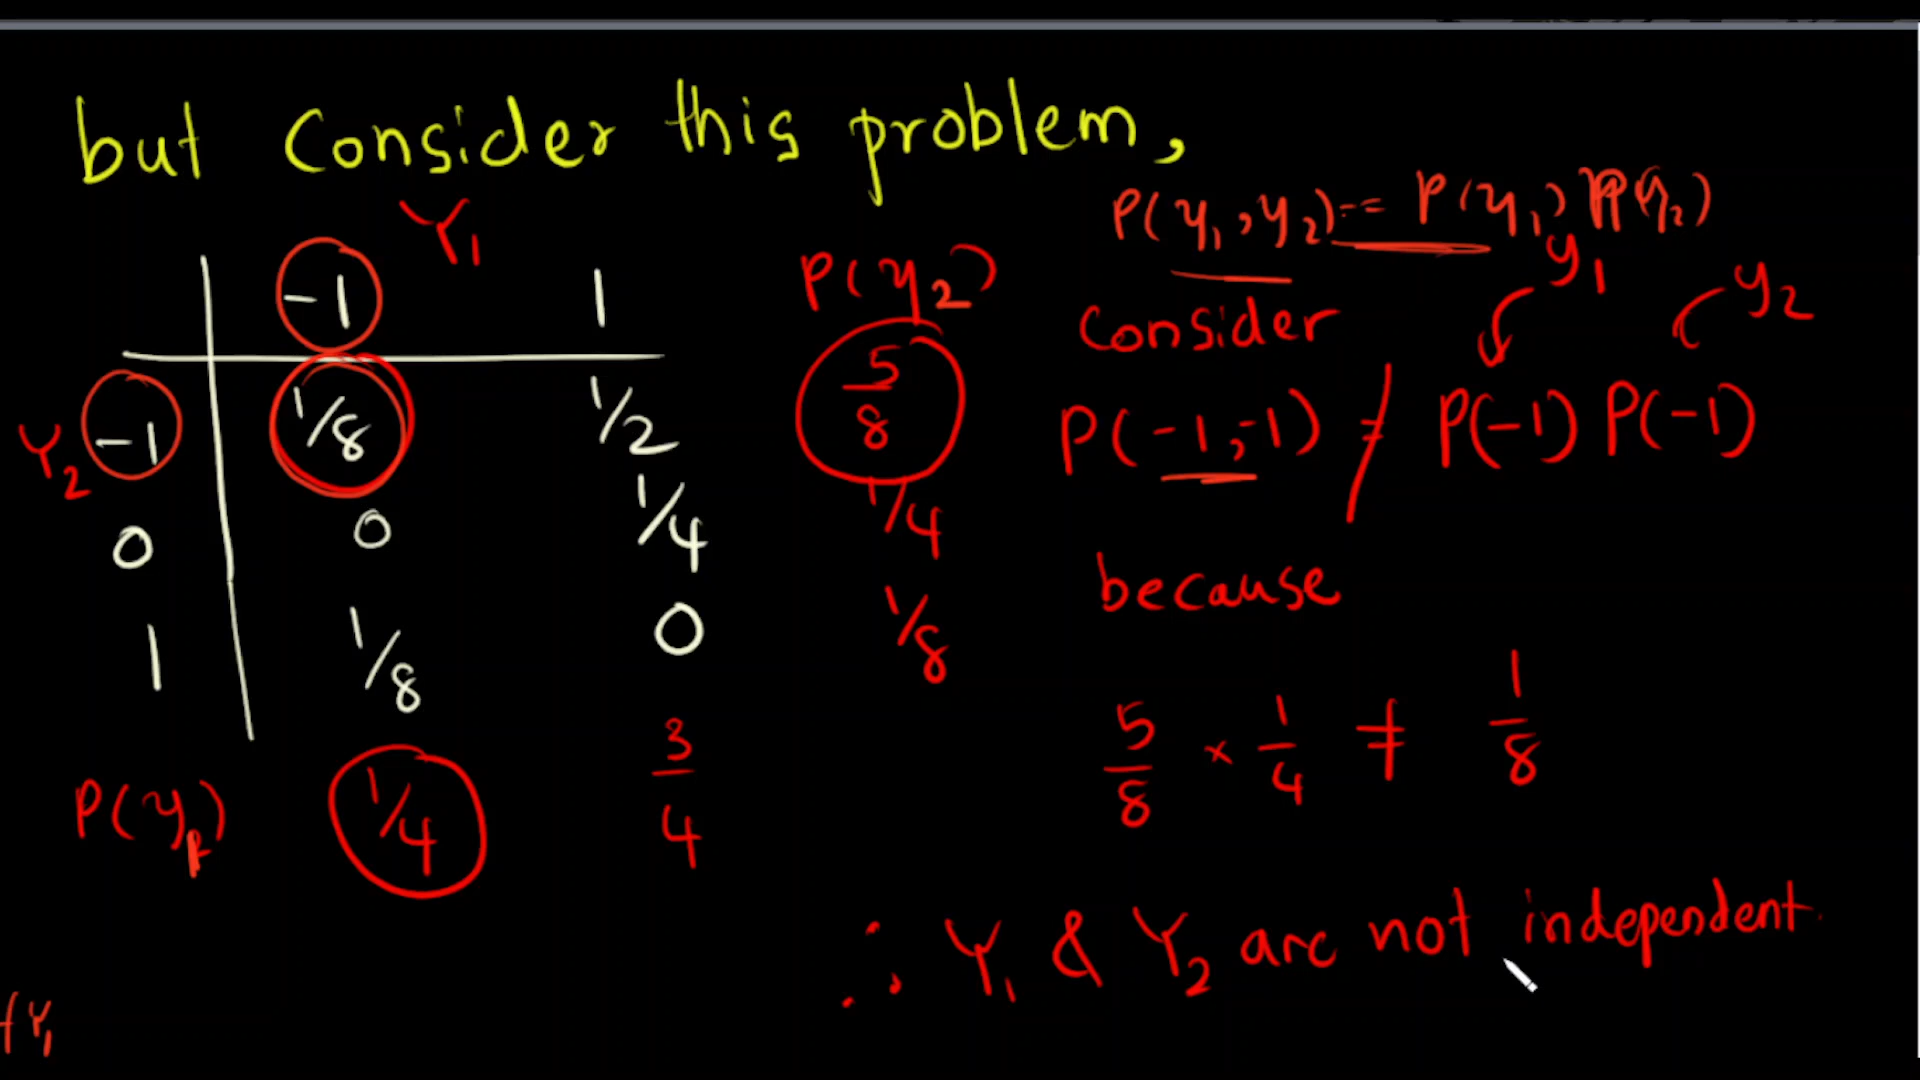 but Consider this problem,
P(y₁, y₂) == P(y₁) P(y₂)
Y₁ P(y₂) y₁ y₂
-1 1 Consider
Y₂ -1 1/8 1/2 5/8 P(-1,-1) ≠ P(-1) P(-1)
0 0 1/4 1/4
because
1 1/8 0 1/8
P(y₁) 1/4 3/4 5/8 × 1/4 ≠ 1/8
∴ Y₁ & Y₂ are not independent.
Y₁